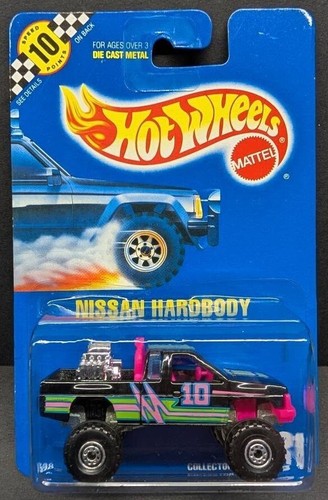 SPEED
10
POINTS
ON BACK
SEE DETAILS
FOR AGES OVER 3
DIE CAST METAL
Hot Wheels
®
MATTEL
®
NISSAN HARDBODY
10
COLLECTOR